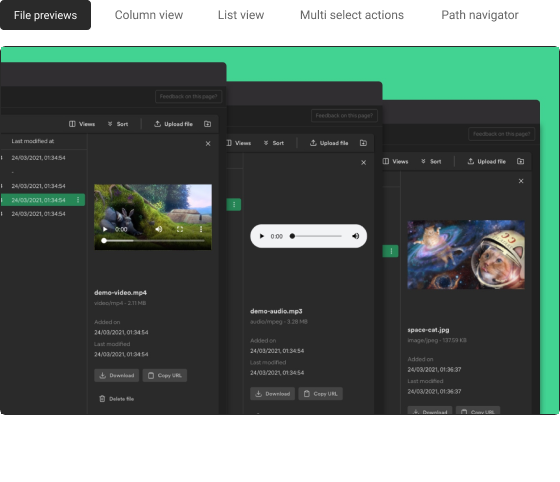 File previews
Column view
List view
Multi select actions
Path navigator
Feedback on this page?
Views
Sort
Upload file
Last modified at
24/03/2021, 01:34:54
-
24/03/2021, 01:34:54
24/03/2021, 01:34:54
24/03/2021, 01:34:54
0:00
demo-video.mp4
video/mp4 - 2.11 MB
Added on
24/03/2021, 01:34:54
Last modified
24/03/2021, 01:34:54
Download
Copy URL
Delete file
Feedback on this page?
Views
Sort
Upload file
0:00
demo-audio.mp3
audio/mpeg - 3.28 MB
Added on
24/03/2021, 01:34:54
Last modified
24/03/2021, 01:34:54
Download
Copy URL
Feedback on this page?
Views
Sort
Upload file
space-cat.jpg
image/jpeg - 137.59 KB
Added on
24/03/2021, 01:36:37
Last modified
24/03/2021, 01:36:37
Download
Copy URL